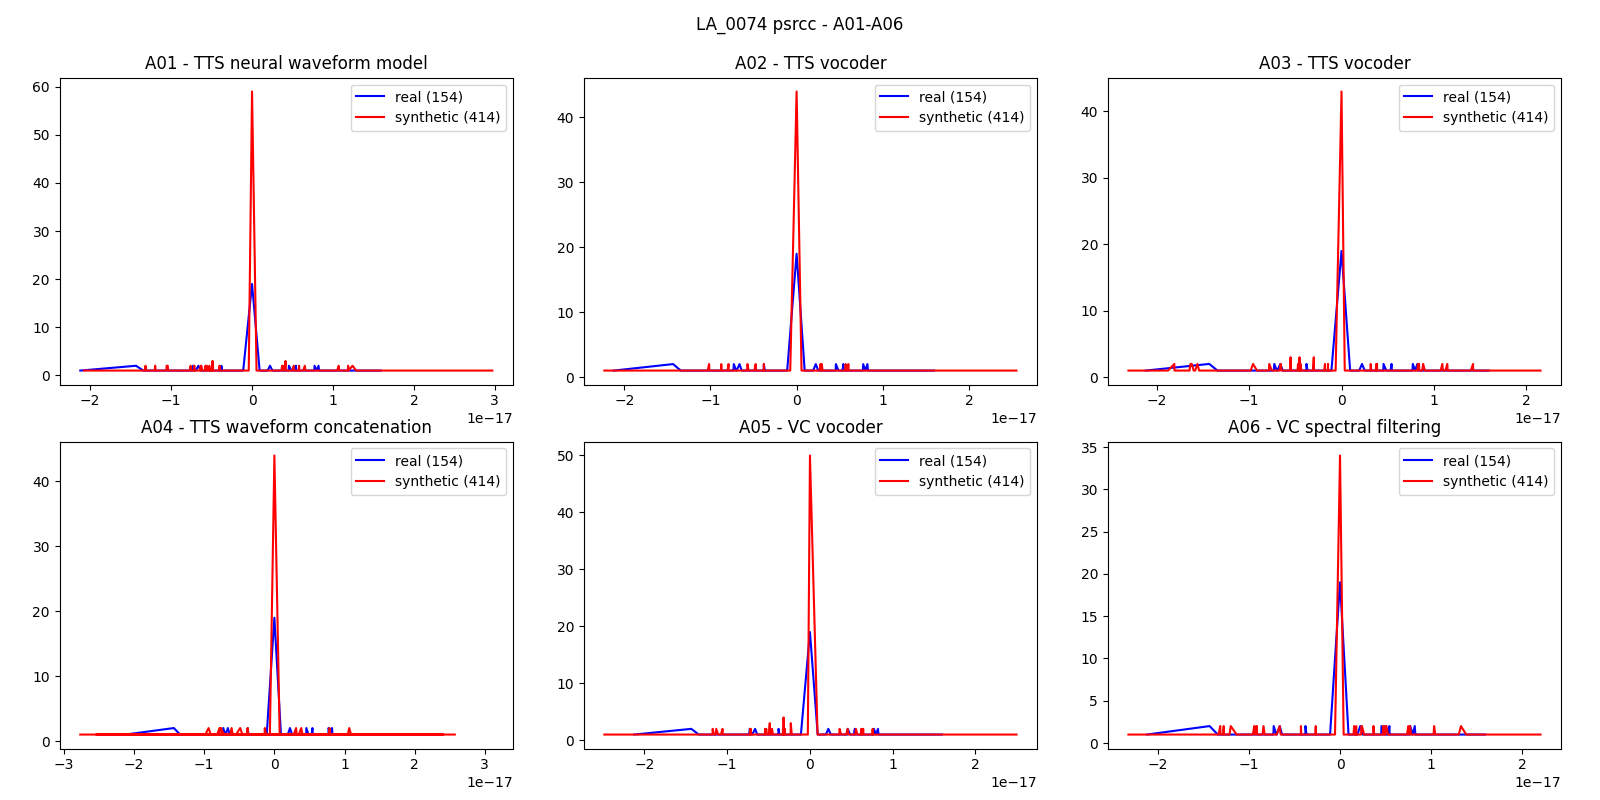 LA_0074 psrcc - A01-A06
A01 - TTS neural waveform model
real (154)
synthetic (414)
60
50
40
30
20
10
0
−2 −1 0 1 2 3
1e−17
A02 - TTS vocoder
real (154)
synthetic (414)
40
30
20
10
0
−2 −1 0 1 2
1e−17
A03 - TTS vocoder
real (154)
synthetic (414)
40
30
20
10
0
−2 −1 0 1 2
1e−17
A04 - TTS waveform concatenation
real (154)
synthetic (414)
40
30
20
10
0
−3 −2 −1 0 1 2 3
1e−17
A05 - VC vocoder
real (154)
synthetic (414)
50
40
30
20
10
0
−2 −1 0 1 2
1e−17
A06 - VC spectral filtering
real (154)
synthetic (414)
35
30
25
20
15
10
5
0
−2 −1 0 1 2
1e−17